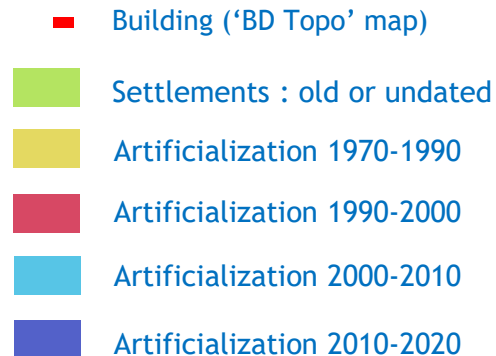 Building (‘BD Topo’ map)
Settlements : old or undated
Artificialization 1970-1990
Artificialization 1990-2000
Artificialization 2000-2010
Artificialization 2010-2020